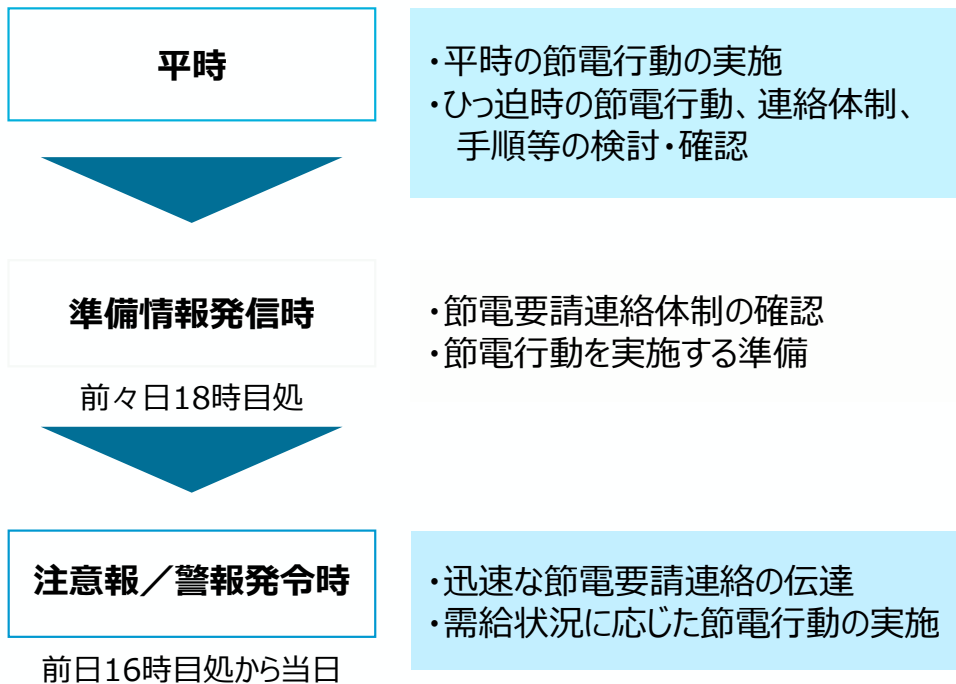 平時
・平時の節電行動の実施
・ひっ迫時の節電行動、連絡体制、
手順等の検討・確認
準備情報発信時
前々日18時目処
・節電要請連絡体制の確認
・節電行動を実施する準備
注意報／警報発令時
前日16時目処から当日
・迅速な節電要請連絡の伝達
・需給状況に応じた節電行動の実施